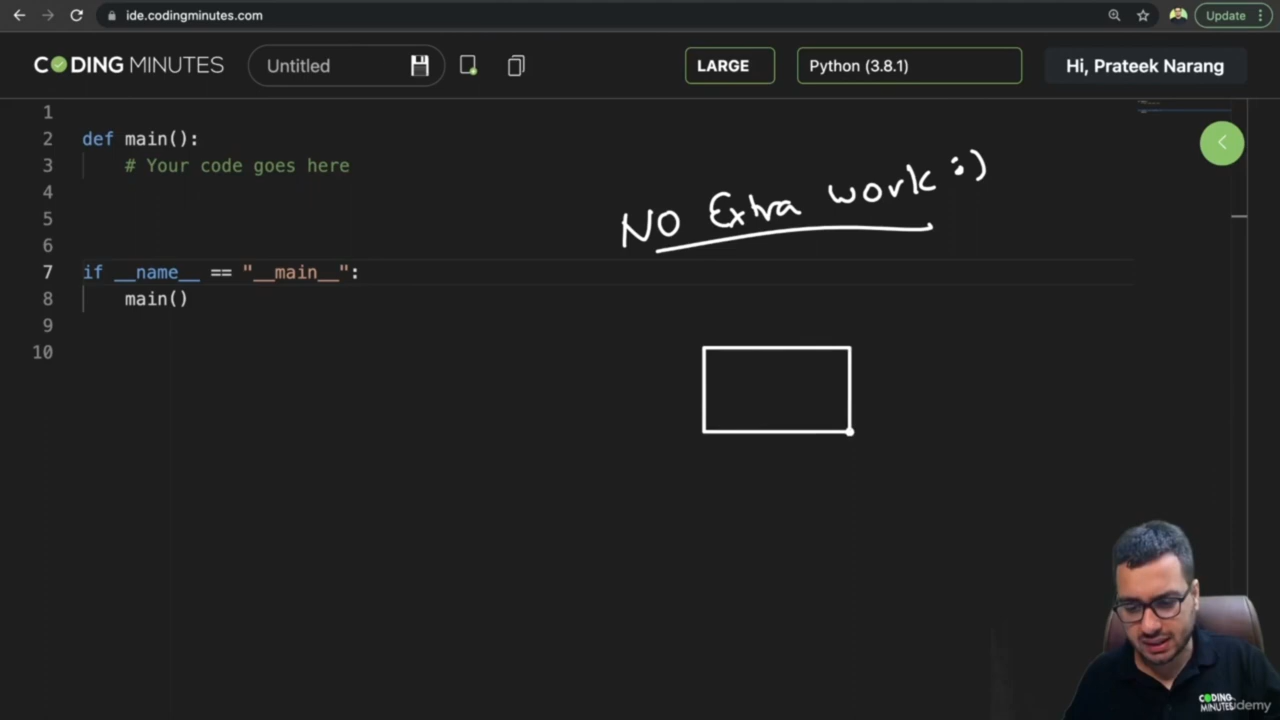 ide.codingminutes.com
Update
CODING MINUTES
Untitled
LARGE
Python (3.8.1)
Hi, Prateek Narang
1
2 def main():
3 # Your code goes here
4
5
6
7 if __name__ == "__main__":
8 main()
9
10
NO Extra work :)
CODING
MINUTES
udemy